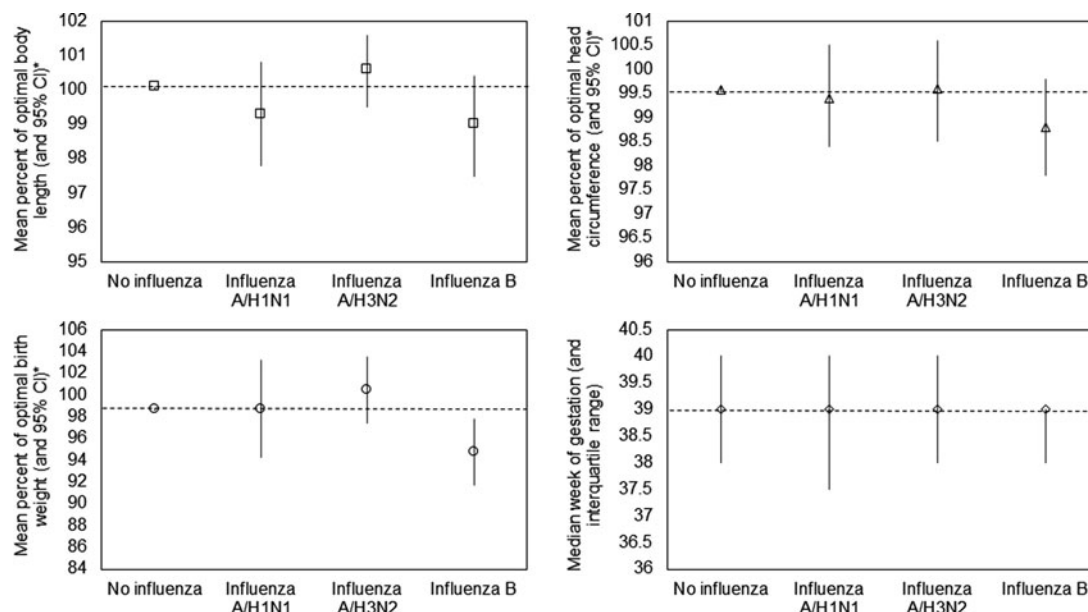 Mean percent of optimal body
length (and 95% CI)*
102
101
100
99
98
97
96
95
No influenza
Influenza
A/H1N1
Influenza
A/H3N2
Influenza B
Mean percent of optimal head
circumference (and 95% CI)*
101
100.5
100
99.5
99
98.5
98
97.5
97
96.5
96
No influenza
Influenza
A/H1N1
Influenza
A/H3N2
Influenza B
Mean percent of optimal birth
weight (and 95% CI)*
106
104
102
100
98
96
94
92
90
88
86
84
No influenza
Influenza
A/H1N1
Influenza
A/H3N2
Influenza B
Median week of gestation (and
interquartile range)
40.5
40
39.5
39
38.5
38
37.5
37
36.5
36
No influenza
Influenza
A/H1N1
Influenza
A/H3N2
Influenza B